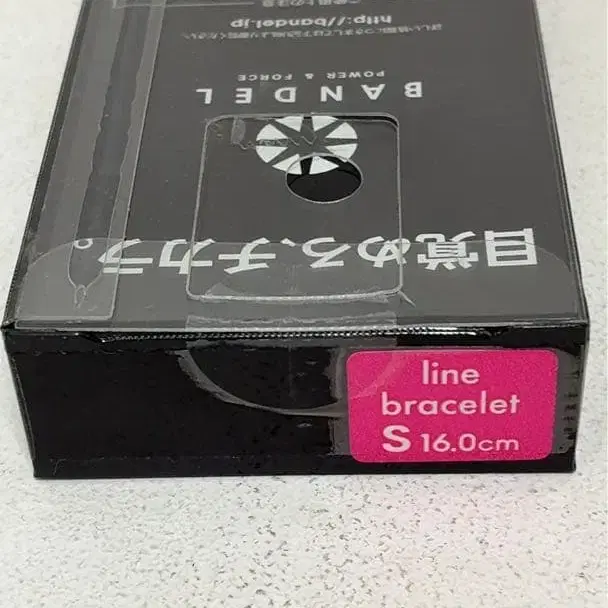 目覚めろ、チカラ。
BANDEL
POWER & FORCE
http://bandel.jp
line
bracelet
S 16.0cm